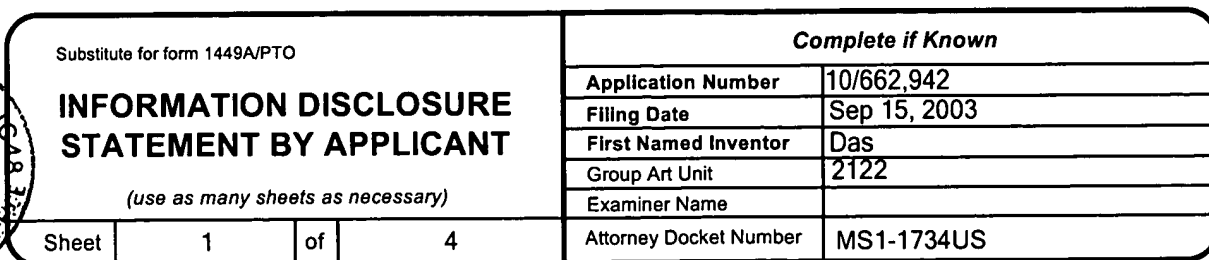 Substitute for form 1449A/PTO
INFORMATION DISCLOSURE
STATEMENT BY APPLICANT
(use as many sheets as necessary)
Sheet 1 of 4
Complete if Known
Application Number 10/662,942
Filing Date Sep 15, 2003
First Named Inventor Das
Group Art Unit 2122
Examiner Name
Attorney Docket Number MS1-1734US